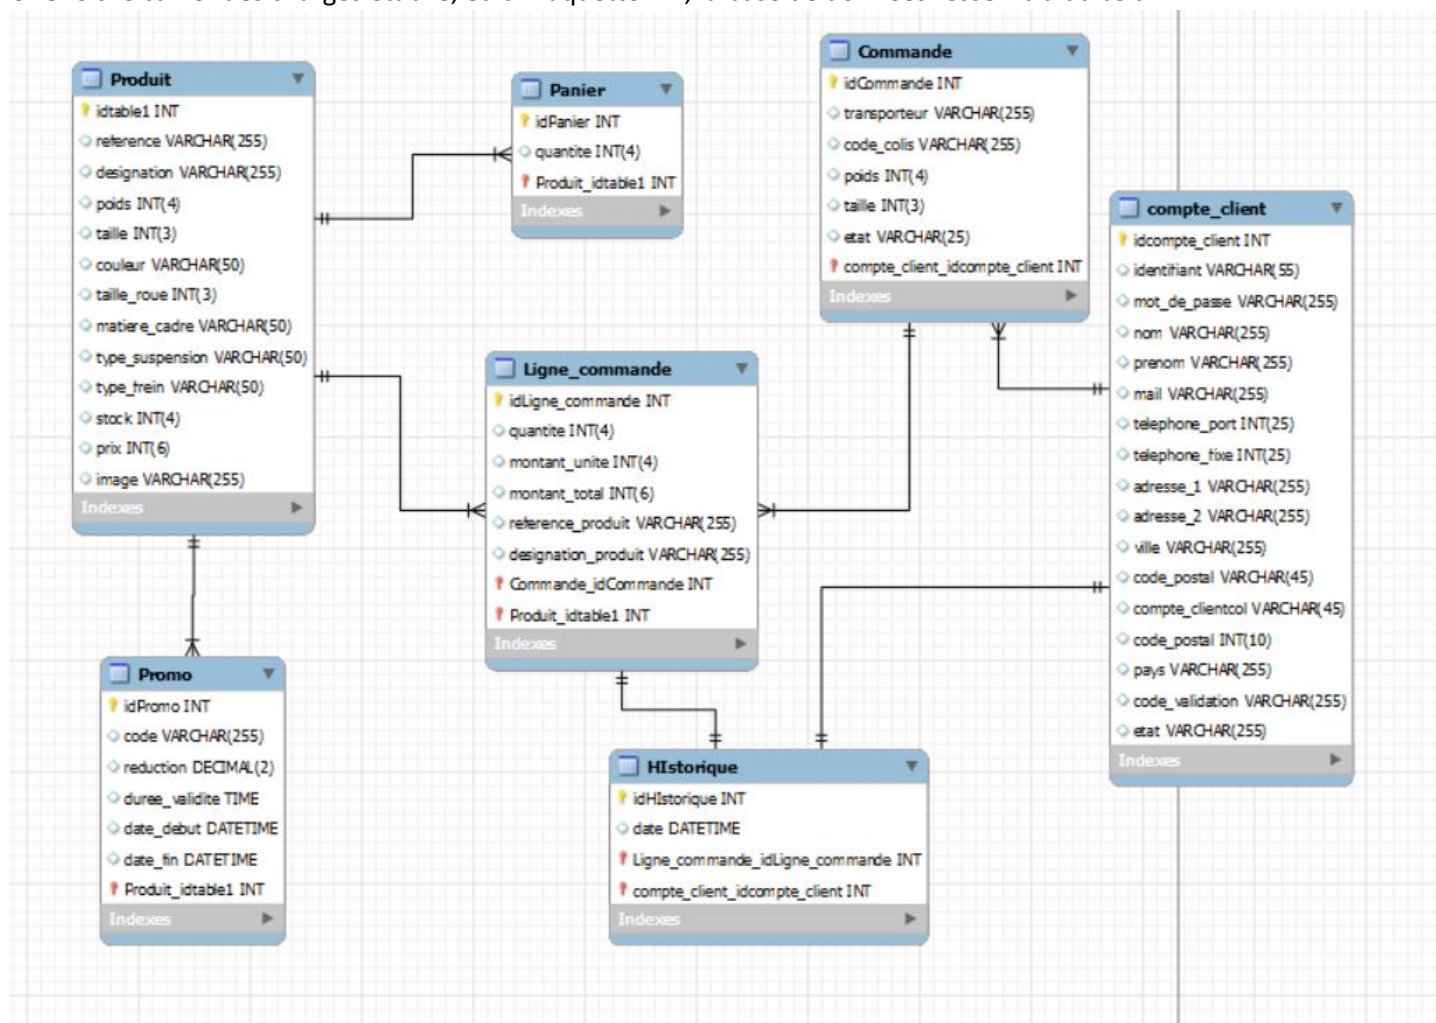 Produit
idtable1 INT
reference VARCHAR(255)
designation VARCHAR(255)
poids INT(4)
taille INT(3)
couleur VARCHAR(50)
taille_roue INT(3)
matiere_cadre VARCHAR(50)
type_suspension VARCHAR(50)
type_frein VARCHAR(50)
stock INT(4)
prix INT(6)
image VARCHAR(255)
Indexes
Panier
idPanier INT
quantite INT(4)
Produit_idtable1 INT
Indexes
Commande
idCommande INT
transporteur VARCHAR(255)
code_colis VARCHAR(255)
poids INT(4)
taille INT(3)
etat VARCHAR(25)
compte_client_idcompte_client INT
Indexes
compte_client
idcompte_client INT
identifiant VARCHAR(55)
mot_de_passe VARCHAR(255)
nom VARCHAR(255)
prenom VARCHAR(255)
mail VARCHAR(255)
telephone_port INT(25)
telephone_fixe INT(25)
adresse_1 VARCHAR(255)
adresse_2 VARCHAR(255)
ville VARCHAR(255)
code_postal VARCHAR(45)
compte_clientcol VARCHAR(45)
code_postal INT(10)
pays VARCHAR(255)
code_validation VARCHAR(255)
etat VARCHAR(255)
Indexes
Ligne_commande
idLigne_commande INT
quantite INT(4)
montant_unite INT(4)
montant_total INT(6)
reference_produit VARCHAR(255)
designation_produit VARCHAR(255)
Commande_idCommande INT
Produit_idtable1 INT
Indexes
Promo
idPromo INT
code VARCHAR(255)
reduction DECIMAL(2)
duree_validite TIME
date_debut DATETIME
date_fin DATETIME
Produit_idtable1 INT
Indexes
HIstorique
idHIstorique INT
date DATETIME
Ligne_commande_idLigne_commande INT
compte_client_idcompte_client INT
Indexes